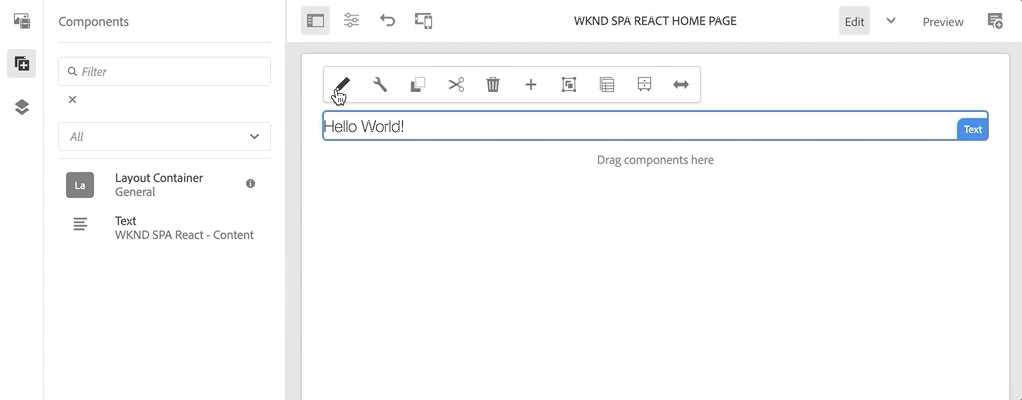 Components
Filter
All
La
Layout Container
General
Text
WKND SPA React - Content
WKND SPA REACT HOME PAGE
Edit
Preview
Hello World!
Text
Drag components here